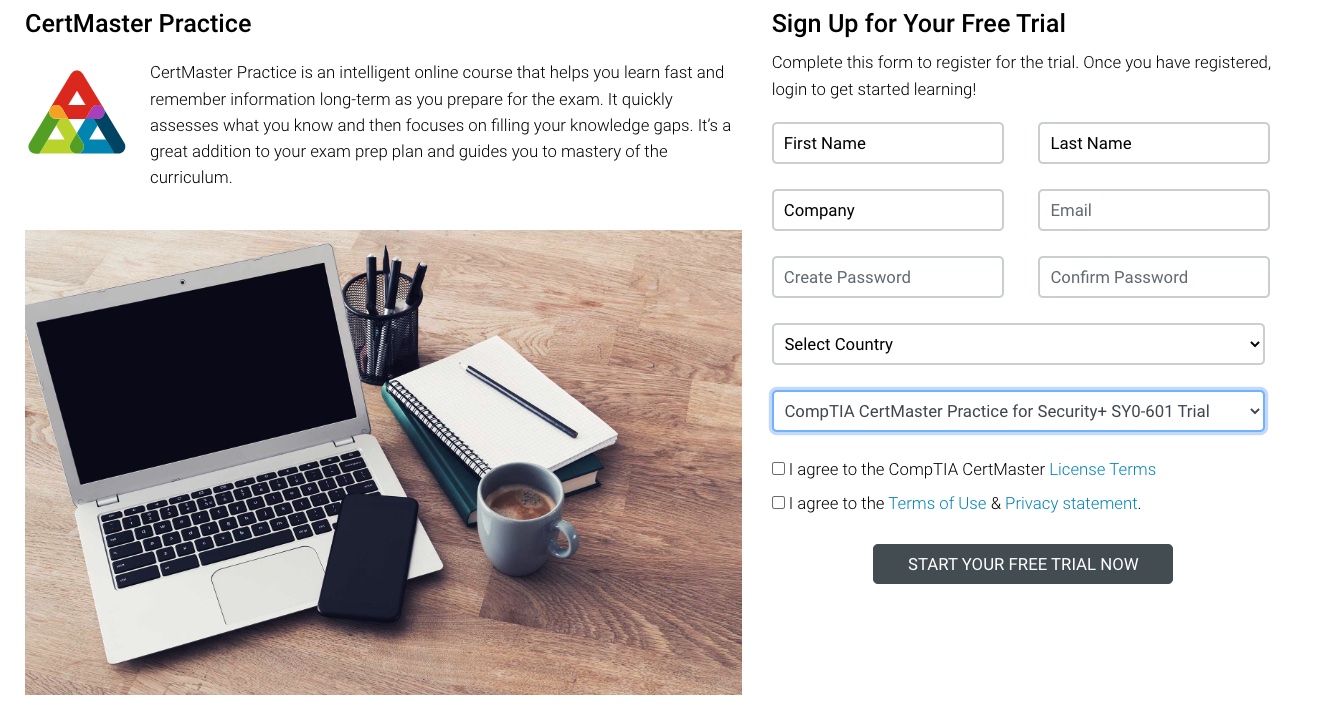 CertMaster Practice
CertMaster Practice is an intelligent online course that helps you learn fast and
remember information long-term as you prepare for the exam. It quickly
assesses what you know and then focuses on filling your knowledge gaps. It's a
great addition to your exam prep plan and guides you to mastery of the
curriculum.
Sign Up for Your Free Trial
Complete this form to register for the trial. Once you have registered,
login to get started learning!
First Name
Last Name
Company
Email
Create Password
Confirm Password
Select Country
CompTIA CertMaster Practice for Security+ SY0-601 Trial
I agree to the CompTIA CertMaster License Terms
I agree to the Terms of Use & Privacy statement.
START YOUR FREE TRIAL NOW